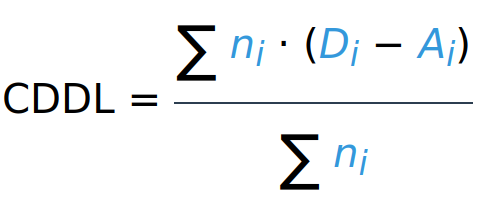 CDDL = ∑ nᵢ · (Dᵢ − Aᵢ)
∑ nᵢ